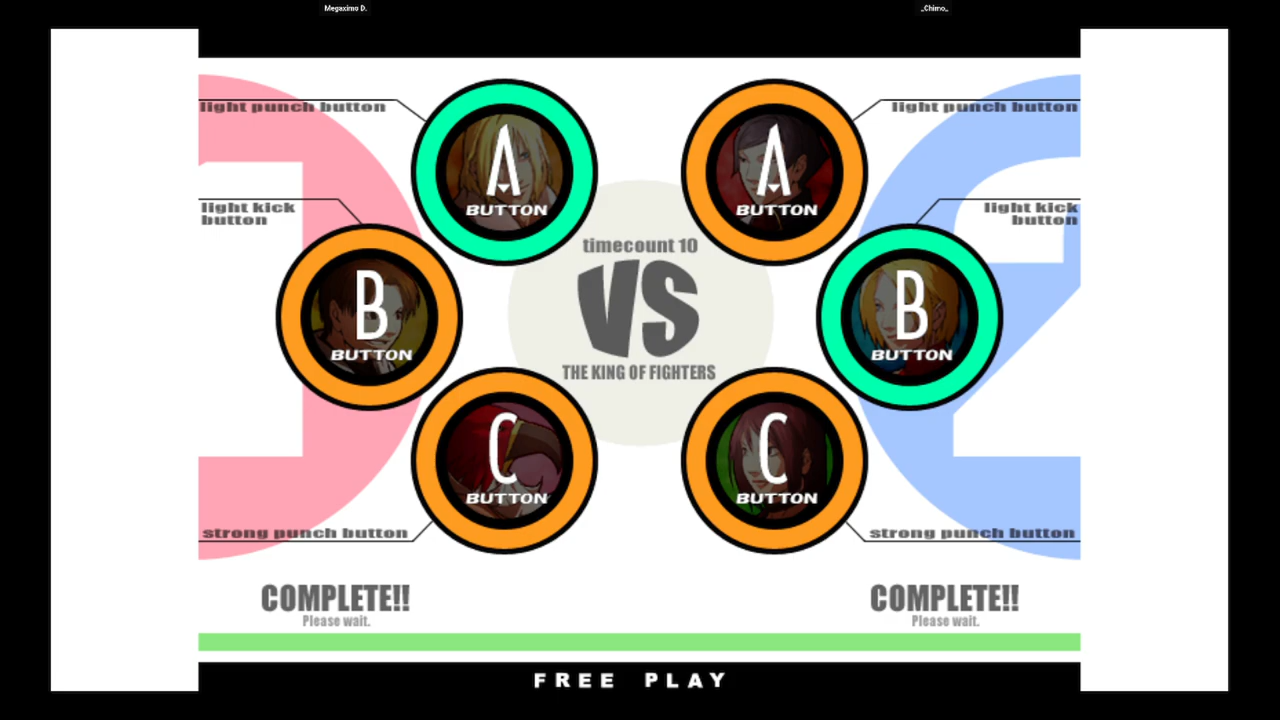 Megaximo D.
_Chimo_
light punch button
light punch button
A
BUTTON
A
BUTTON
light kick
button
light kick
button
timecount 10
VS
THE KING OF FIGHTERS
B
BUTTON
B
BUTTON
C
BUTTON
C
BUTTON
strong punch button
strong punch button
COMPLETE!!
Please wait.
COMPLETE!!
Please wait.
FREE PLAY